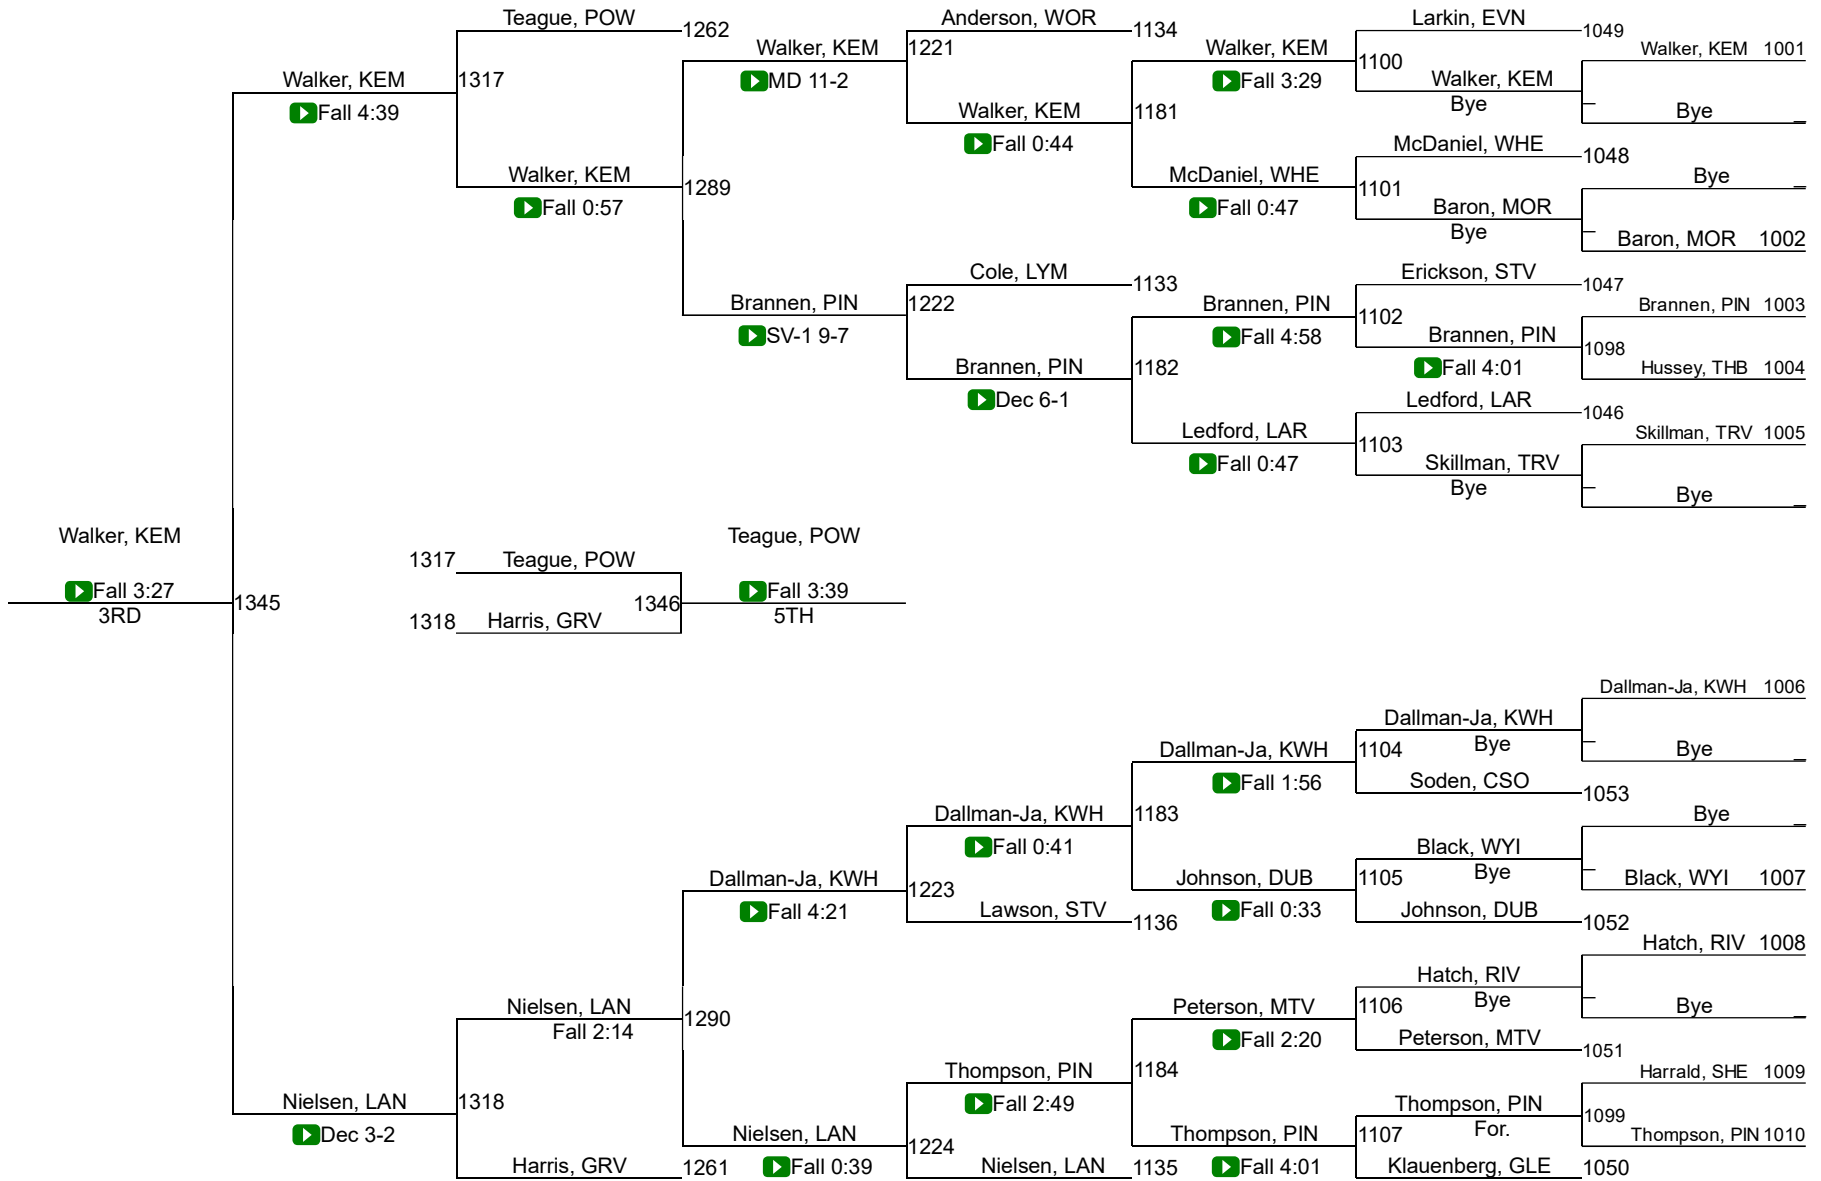 Teague, POW
1262
Anderson, WOR
1134
Larkin, EVN
1049
Walker, KEM
1221
Walker, KEM
Walker, KEM 1001
1100
MD 11-2
Fall 3:29
Walker, KEM
Bye
Walker, KEM
1317
Walker, KEM
1181
Bye _
Fall 4:39
Fall 0:44
McDaniel, WHE
1048
Walker, KEM
1289
McDaniel, WHE
1101
Bye _
Fall 0:57
Fall 0:47
Baron, MOR
Bye
Baron, MOR 1002
Cole, LYM
1133
Erickson, STV
1047
Brannen, PIN
1222
Brannen, PIN
1102
Brannen, PIN 1003
SV-1 9-7
Fall 4:58
Brannen, PIN
1098
Brannen, PIN
1182
Fall 4:01
Hussey, THB 1004
Dec 6-1
Ledford, LAR
1046
Ledford, LAR
1103
Skillman, TRV 1005
Fall 0:47
Skillman, TRV
Bye
Bye _
Walker, KEM
Teague, POW
1317
Teague, POW
Fall 3:27
1345
1346
Fall 3:39
3RD
5TH
1318
Harris, GRV
Dallman-Ja, KWH 1006
Dallman-Ja, KWH
Bye
Dallman-Ja, KWH
1104
Bye _
Fall 1:56
Soden, CSO
1053
Dallman-Ja, KWH
1183
Bye _
Fall 0:41
Black, WYI
Bye
Dallman-Ja, KWH
1223
Johnson, DUB
1105
Black, WYI 1007
Fall 4:21
Lawson, STV
1136
Fall 0:33
Johnson, DUB
1052
Hatch, RIV 1008
Hatch, RIV
Bye
Nielsen, LAN
1290
Peterson, MTV
1106
Bye _
Fall 2:14
Fall 2:20
Peterson, MTV
1051
Thompson, PIN
1184
Harrald, SHE 1009
Nielsen, LAN
1318
Fall 2:49
Thompson, PIN
1099
For.
Dec 3-2
Nielsen, LAN
1224
Thompson, PIN
1107
Thompson, PIN 1010
Harris, GRV
1261
Fall 0:39
Nielsen, LAN
1135
Fall 4:01
Klauenberg, GLE
1050